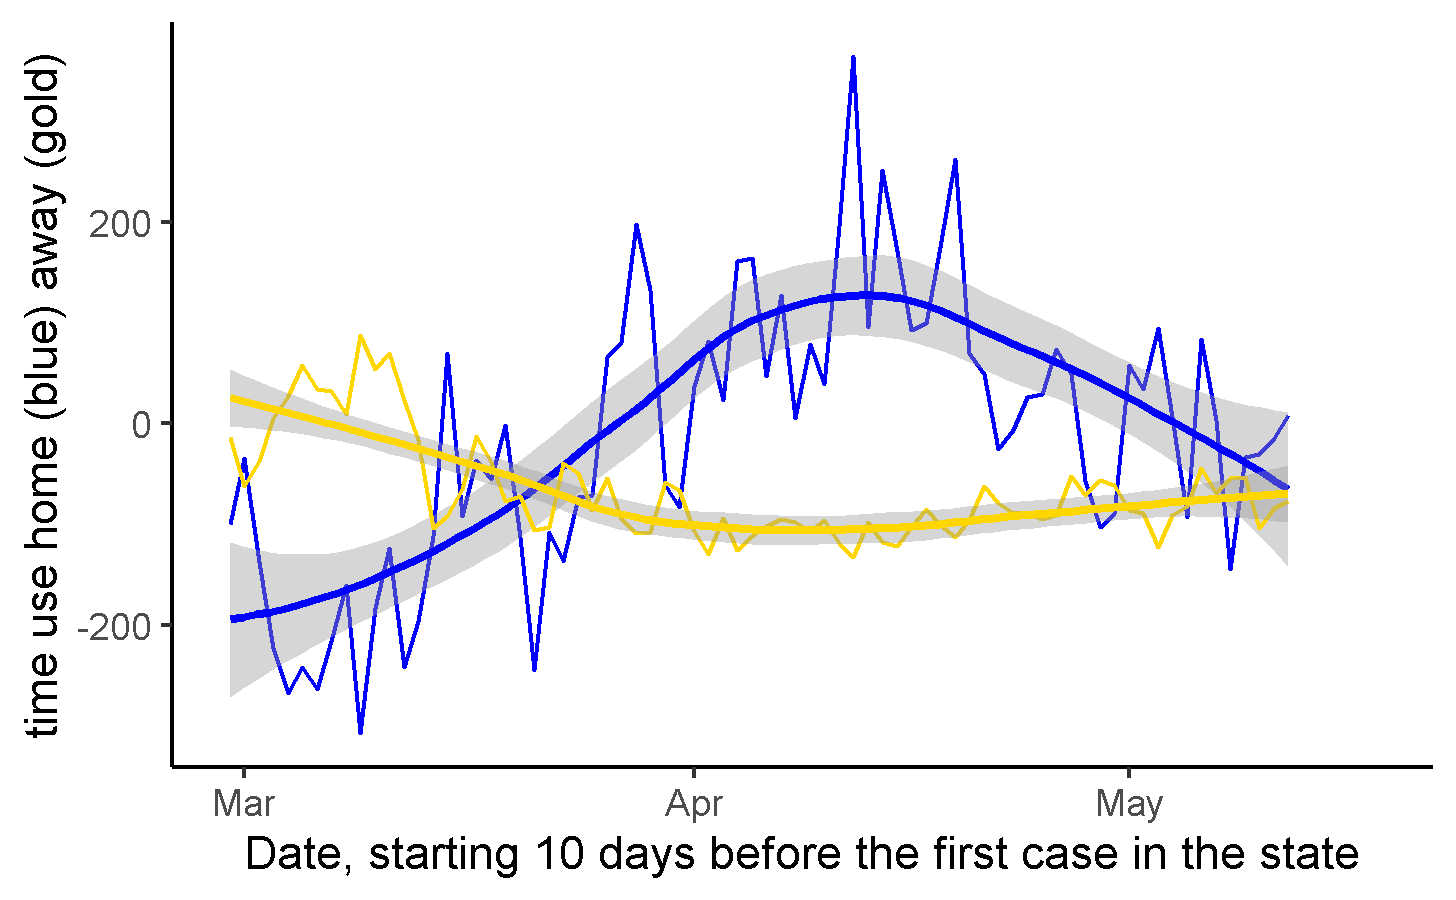 time use home (blue) away (gold)
200
0
-200
Mar
Apr
May
Date, starting 10 days before the first case in the state